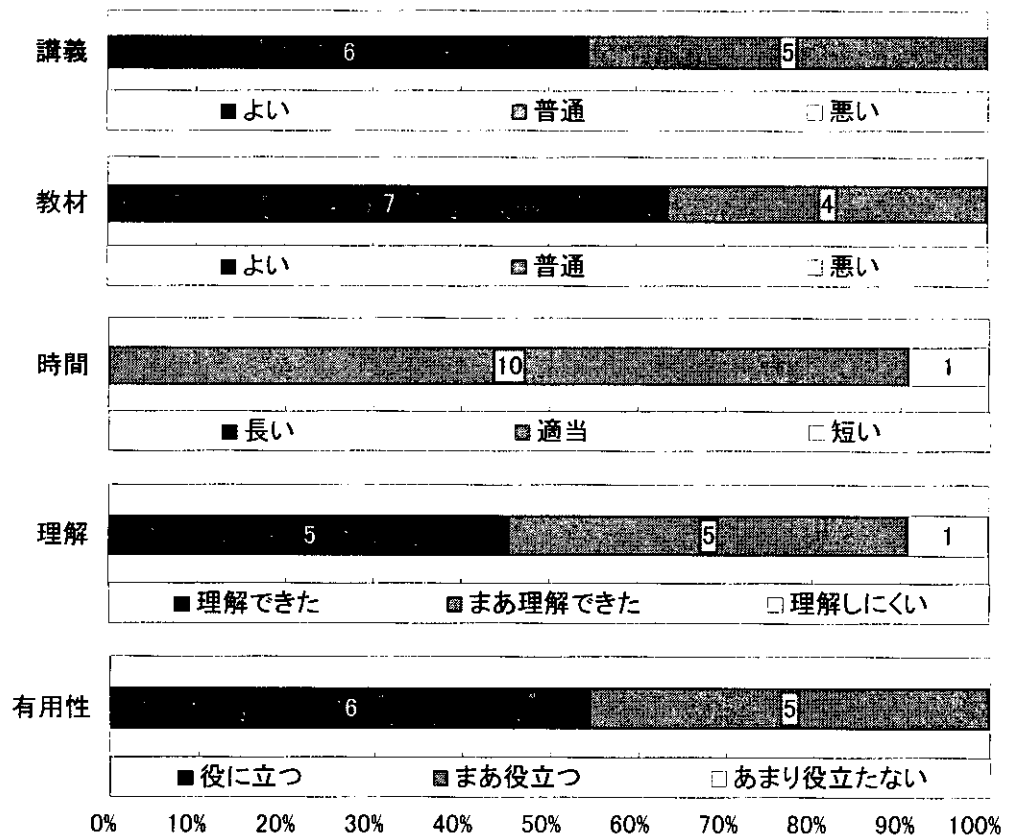 講義 6 5
■よい ■普通 □悪い
教材 7 4
■よい ■普通 □悪い
時間 10 1
■長い ■適当 □短い
理解 5 5 1
■理解できた ■まあ理解できた □理解しにくい
有用性 6 5
■役に立つ ■まあ役立つ □あまり役立たない
0% 10% 20% 30% 40% 50% 60% 70% 80% 90% 100%